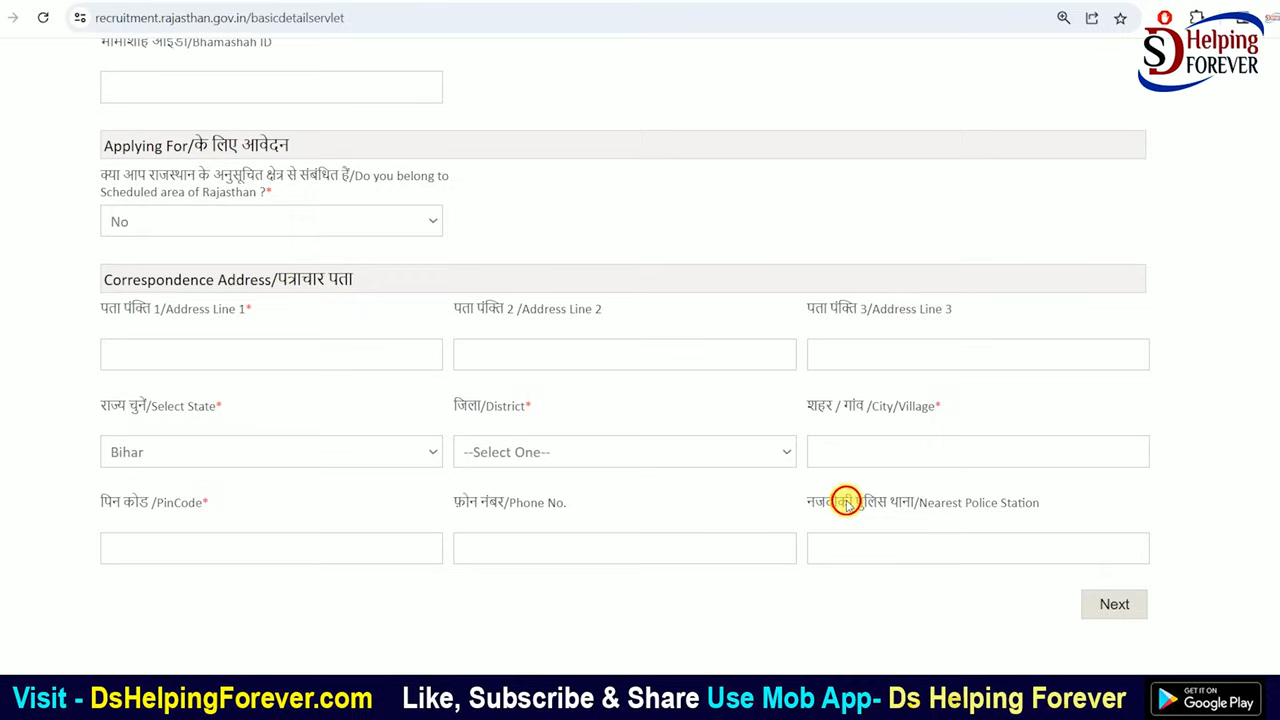 recruitment.rajasthan.gov.in/basicdetailservlet
SD Helping
FOREVER
भामाशाह आइडी/Bhamashah ID
Applying For/के लिए आवेदन
क्या आप राजस्थान के अनुसूचित क्षेत्र से संबंधित हैं/Do you belong to
Scheduled area of Rajasthan ?*
No
Correspondence Address/पत्राचार पता
पता पंक्ति 1/Address Line 1*
पता पंक्ति 2 /Address Line 2
पता पंक्ति 3/Address Line 3
राज्य चुनें/Select State*
जिला/District*
शहर / गांव /City/Village*
Bihar
--Select One--
पिन कोड /PinCode*
फ़ोन नंबर/Phone No.
नजदीकी पुलिस थाना/Nearest Police Station
Next
Visit - DsHelpingForever.com Like, Subscribe & Share Use Mob App- Ds Helping Forever
GET IT ON
Google Play